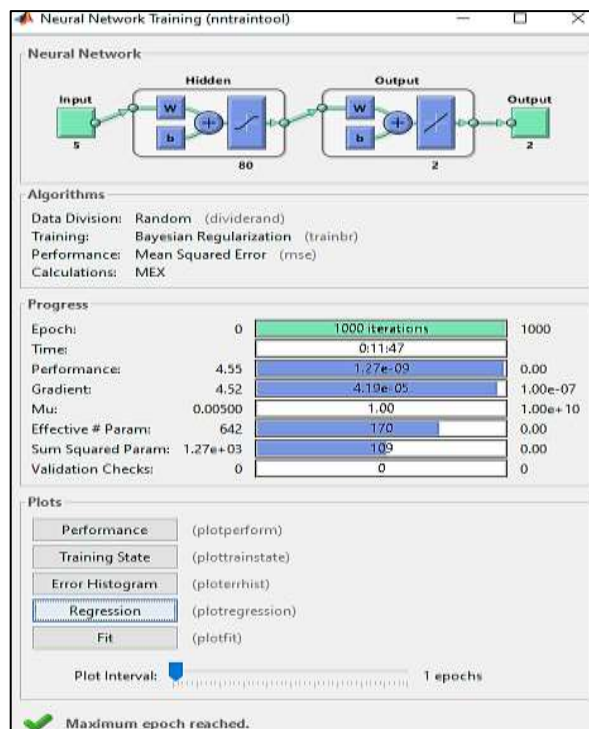 Neural Network Training (nntraintool)
Neural Network
Hidden
Output
Input
W
b
+
W
b
+
Output
5
80
2
2
Algorithms
Data Division: Random (dividerand)
Training: Bayesian Regularization (trainbr)
Performance: Mean Squared Error (mse)
Calculations: MEX
Progress
Epoch: 0 1000 iterations 1000
Time: 0:11:47
Performance: 4.55 1.27e-09 0.00
Gradient: 4.52 4.19e-05 1.00e-07
Mu: 0.00500 1.00 1.00e+10
Effective # Param: 642 170 0.00
Sum Squared Param: 1.27e+03 109 0.00
Validation Checks: 0 0 0
Plots
Performance (plotperform)
Training State (plottrainstate)
Error Histogram (ploterrhist)
Regression (plotregression)
Fit (plotfit)
Plot Interval: 1 epochs
Maximum epoch reached.